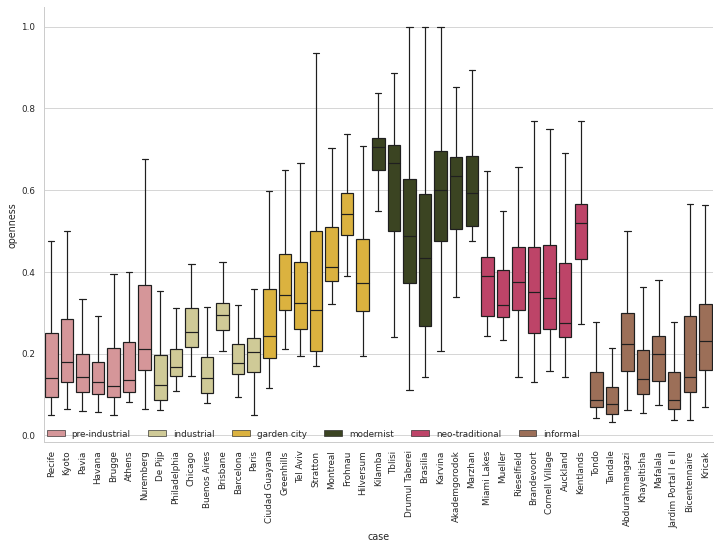 1.0
0.8
0.6
0.4
0.2
0.0
openness
pre-industrial industrial garden city modernist neo-traditional informal
Recife
Kyoto
Pavia
Havana
Brugge
Athens
Nuremberg
De Pijp
Philadelphia
Chicago
Buenos Aires
Brisbane
Barcelona
Paris
Ciudad Guayana
Greenhills
Tel Aviv
Stratton
Montreal
Frohnau
Hilversum
Kilamba
Tbilisi
Drumul Taberei
Brasilia
Karvina
Akademgorodok
Marzhan
Miami Lakes
Mueller
Rieselfield
Brandevoort
Cornell Village
Auckland
Kentlands
Tondo
Tandale
Abdurahmangazi
Khayelitsha
Mafalala
Jardim Portal I e II
Bicentennaire
Kricak
case